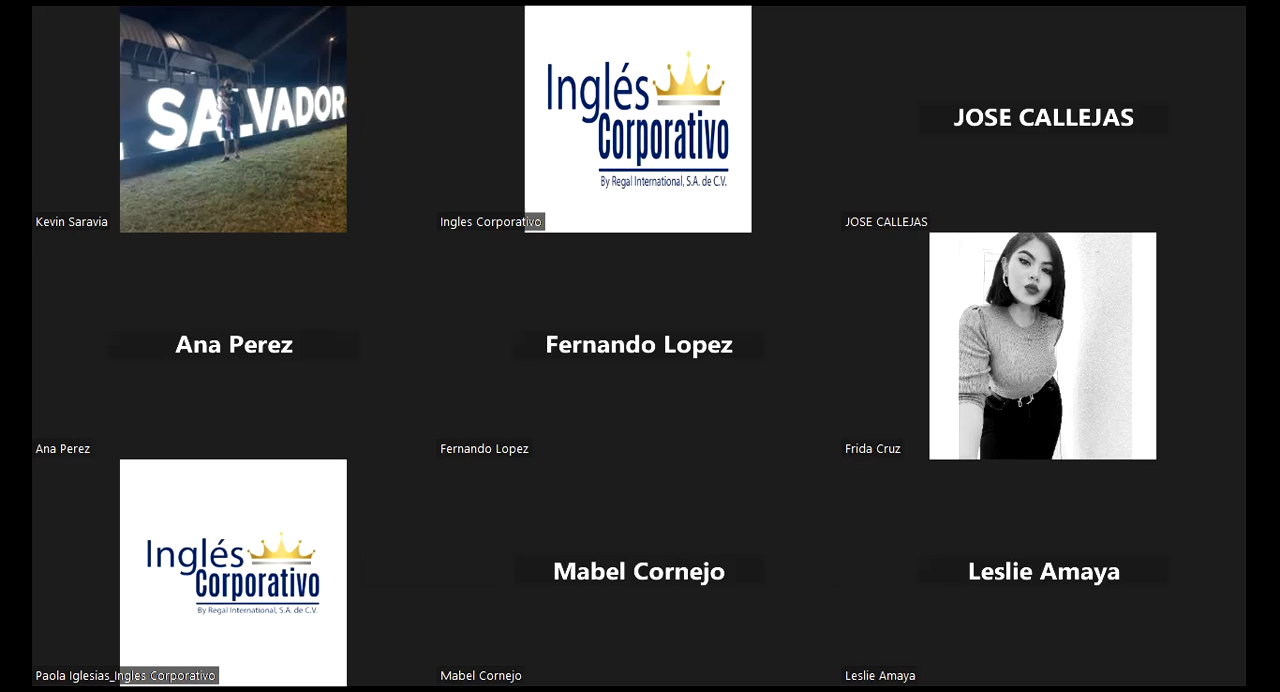 SALVADOR
Kevin Saravia
Inglés
Corporativo
By Regal International, S.A. de C.V.
Ingles Corporativo
JOSE CALLEJAS
JOSE CALLEJAS
Ana Perez
Ana Perez
Fernando Lopez
Fernando Lopez
Frida Cruz
Inglés
Corporativo
By Regal International, S.A. de C.V.
Paola Iglesias_Ingles Corporativo
Mabel Cornejo
Mabel Cornejo
Leslie Amaya
Leslie Amaya